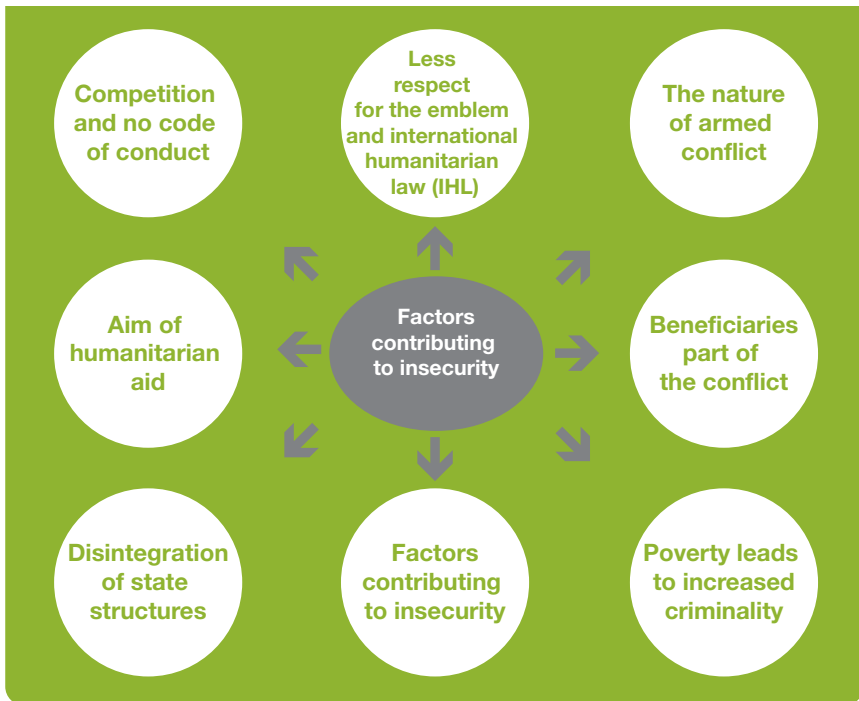 Competition
and no code
of conduct
Less
respect
for the emblem
and international
humanitarian
law (IHL)
The nature
of armed
conflict
Aim of
humanitarian
aid
Factors
contributing
to insecurity
Beneficiaries
part of
the conflict
Disintegration
of state
structures
Factors
contributing
to insecurity
Poverty leads
to increased
criminality